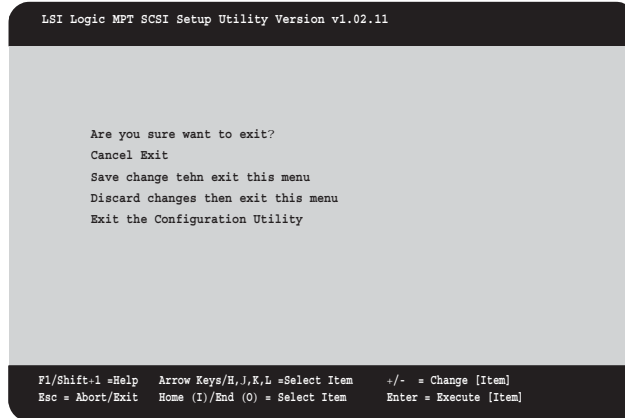 LSI Logic MPT SCSI Setup Utility Version v1.02.11
Are you sure want to exit?
Cancel Exit
Save change tehn exit this menu
Discard changes then exit this menu
Exit the Configuration Utility
F1/Shift+1 =Help Arrow Keys/H,J,K,L =Select Item +/- = Change [Item]
Esc = Abort/Exit Home (I)/End (O) = Select Item Enter = Execute [Item]